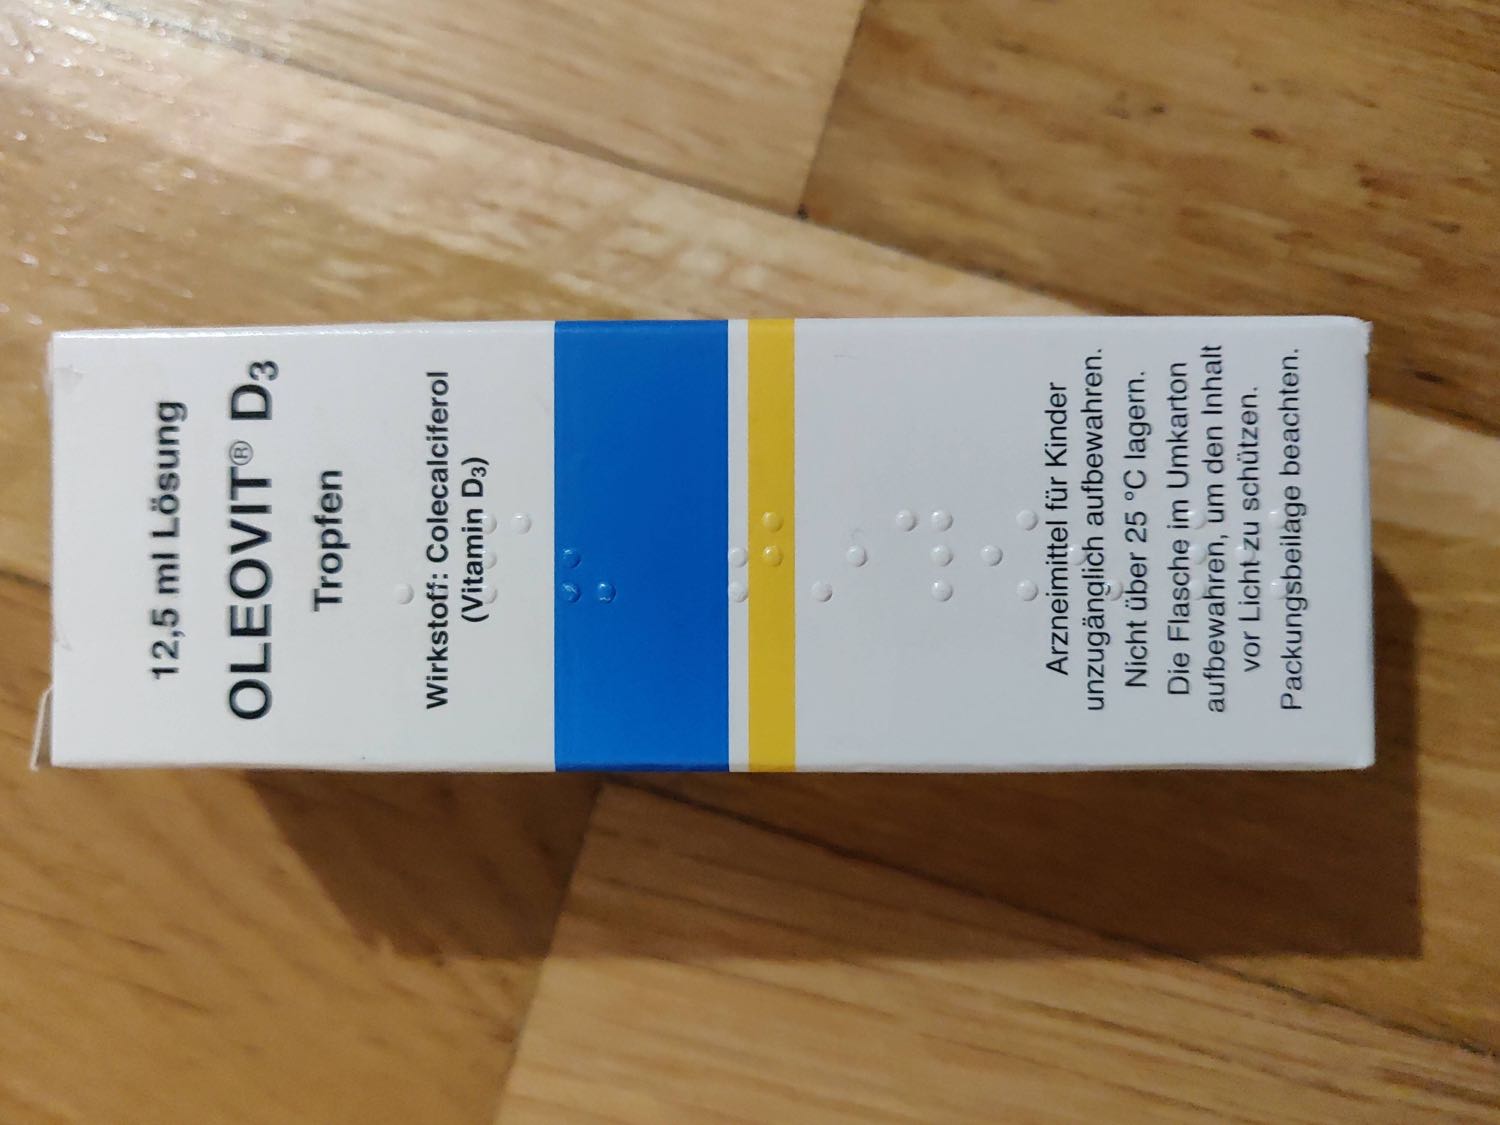 12,5 ml Lösung
OLEOVIT® D₃
Tropfen
Wirkstoff: Colecalciferol
(Vitamin D₃)
Arzneimittel für Kinder
unzugänglich aufbewahren.
Nicht über 25 °C lagern.
Die Flasche im Umkarton
aufbewahren, um den Inhalt
vor Licht zu schützen.
Packungsbeilage beachten.